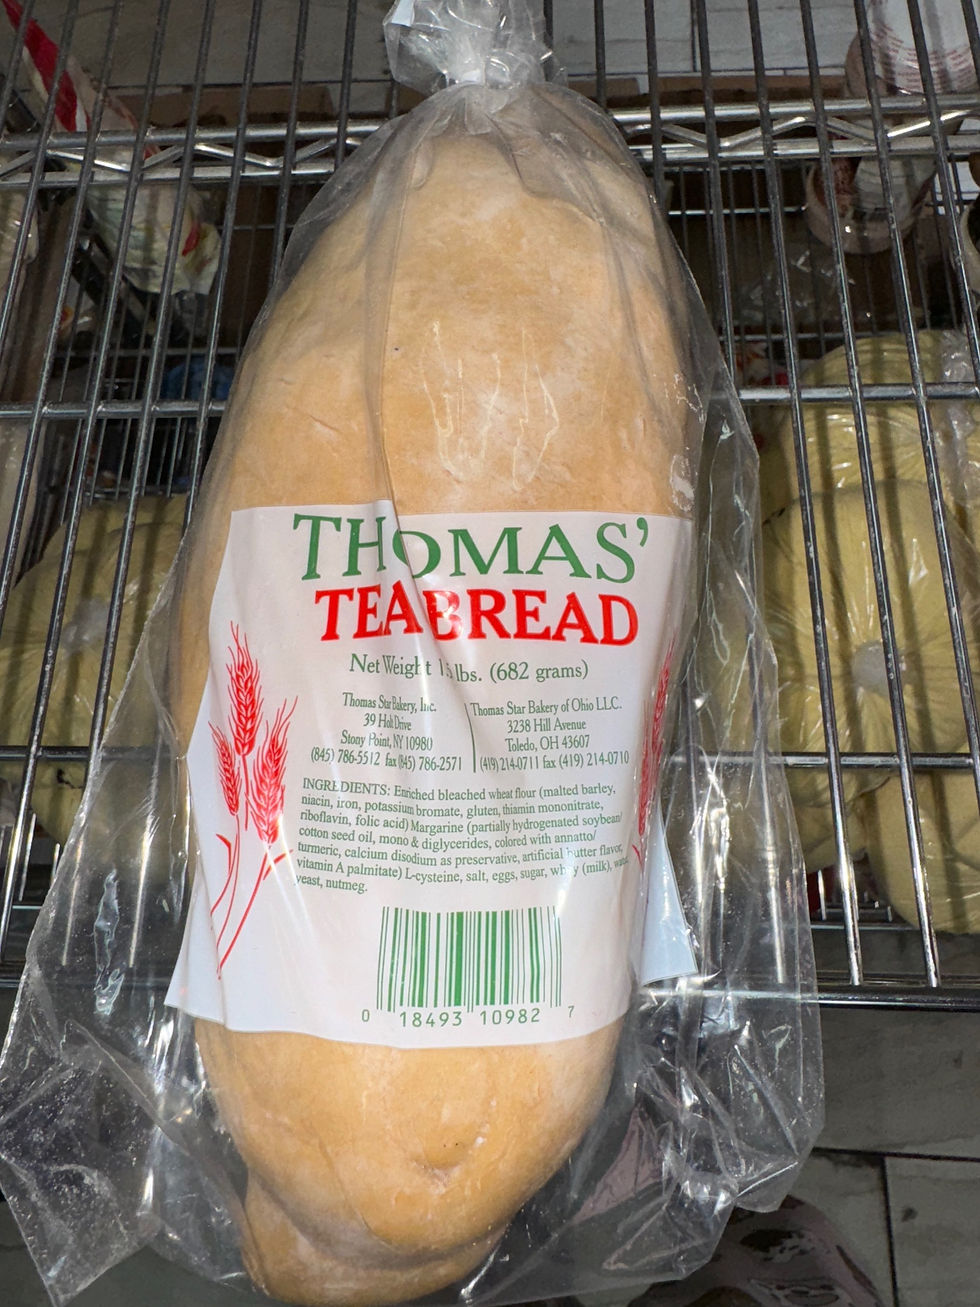 THOMAS'
TEABREAD
Net Weight 1.5 lbs. (682 grams)
Thomas Star Bakery, Inc.
39 Holt Drive
Stony Point, NY 10980
(845) 786-5512 fax (845) 786-2571
Thomas Star Bakery of Ohio LLC.
3238 Hill Avenue
Toledo, OH 43607
(419) 214-0711 fax (419) 214-0710
INGREDIENTS: Enriched bleached wheat flour (malted barley,
niacin, iron, potassium bromate, gluten, thiamin mononitrate,
riboflavin, folic acid) Margarine (partially hydrogenated soybean/
cotton seed oil, mono & diglycerides, colored with annatto/
turmeric, calcium disodium as preservative, artificial butter flavor,
vitamin A palmitate) L-cysteine, salt, eggs, sugar, whey (milk), water,
yeast, nutmeg.
0 18493 10982 7